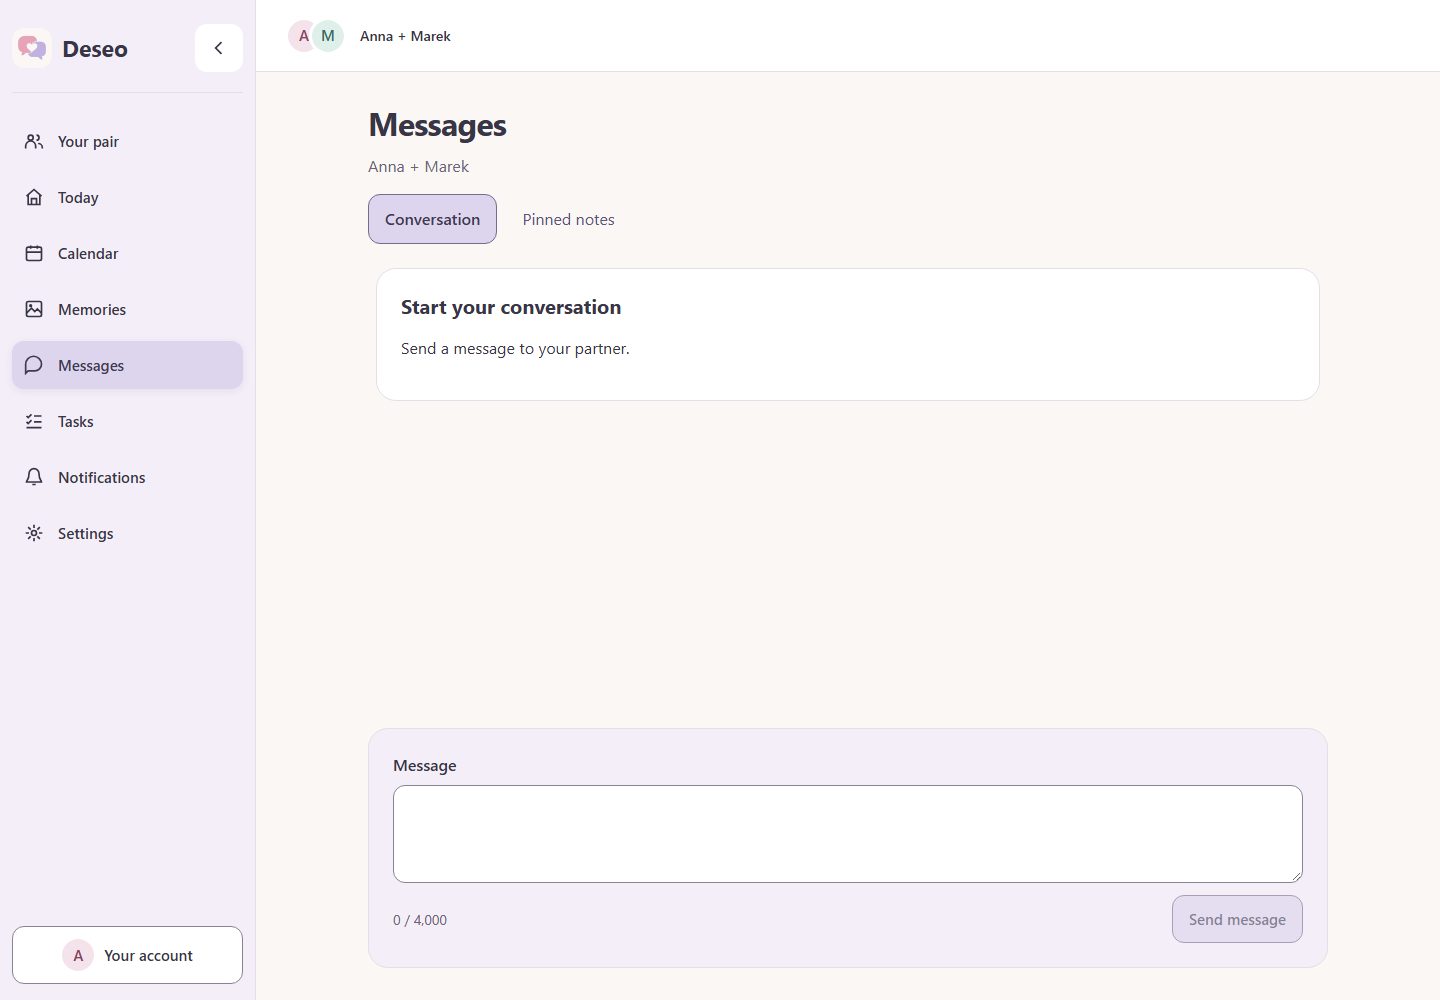 Deseo
Your pair
Today
Calendar
Memories
Messages
Tasks
Notifications
Settings
A Your account
A M Anna + Marek
Messages
Anna + Marek
Conversation Pinned notes
Start your conversation
Send a message to your partner.
Message
0 / 4,000 Send message